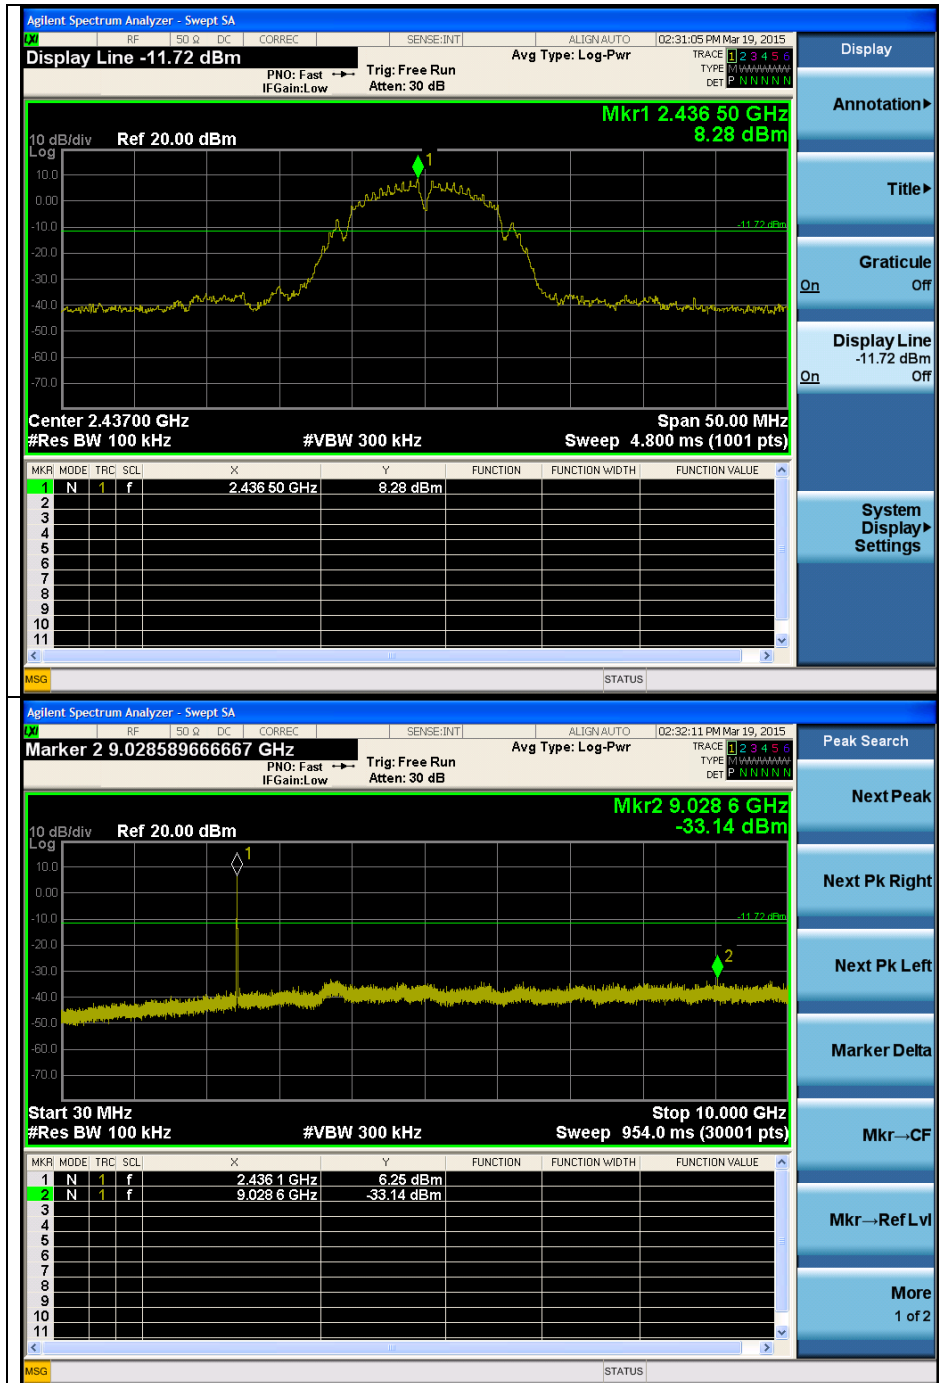 Agilent Spectrum Analyzer - Swept SA
LXI RF 50 Ω DC CORREC SENSE:INT ALIGN AUTO 02:31:05 PM Mar 19, 2015
Display Line -11.72 dBm
PNO: Fast
IFGain:Low
Trig: Free Run
Atten: 30 dB
Avg Type: Log-Pwr
TRACE 1 2 3 4 5 6
TYPE M
DET P N N N N N
Mkr1 2.436 50 GHz
8.28 dBm
10 dB/div Ref 20.00 dBm
Log
1
10.0
0.00
-10.0
-11.72 dBm
-20.0
-30.0
-40.0
-50.0
-60.0
-70.0
Center 2.43700 GHz Span 50.00 MHz
#Res BW 100 kHz #VBW 300 kHz Sweep 4.800 ms (1001 pts)
MKR MODE TRC SCL X Y FUNCTION FUNCTION WIDTH FUNCTION VALUE
1 N 1 f 2.436 50 GHz 8.28 dBm
2
3
4
5
6
7
8
9
10
11
MSG STATUS
Display
Annotation
Title
Graticule
On Off
Display Line
-11.72 dBm
On Off
System
Display
Settings
Agilent Spectrum Analyzer - Swept SA
LXI RF 50 Ω DC CORREC SENSE:INT ALIGN AUTO 02:32:11 PM Mar 19, 2015
Marker 2 9.028589666667 GHz
PNO: Fast
IFGain:Low
Trig: Free Run
Atten: 30 dB
Avg Type: Log-Pwr
TRACE 1 2 3 4 5 6
TYPE M
DET P N N N N N
Mkr2 9.028 6 GHz
-33.14 dBm
10 dB/div Ref 20.00 dBm
Log
1
10.0
0.00
-10.0
-11.72 dBm
-20.0
2
-30.0
-40.0
-50.0
-60.0
-70.0
Start 30 MHz Stop 10.000 GHz
#Res BW 100 kHz #VBW 300 kHz Sweep 954.0 ms (30001 pts)
MKR MODE TRC SCL X Y FUNCTION FUNCTION WIDTH FUNCTION VALUE
1 N 1 f 2.436 1 GHz 6.25 dBm
2 N 1 f 9.028 6 GHz -33.14 dBm
3
4
5
6
7
8
9
10
11
MSG STATUS
Peak Search
Next Peak
Next Pk Right
Next Pk Left
Marker Delta
Mkr→CF
Mkr→Ref Lvl
More
1 of 2